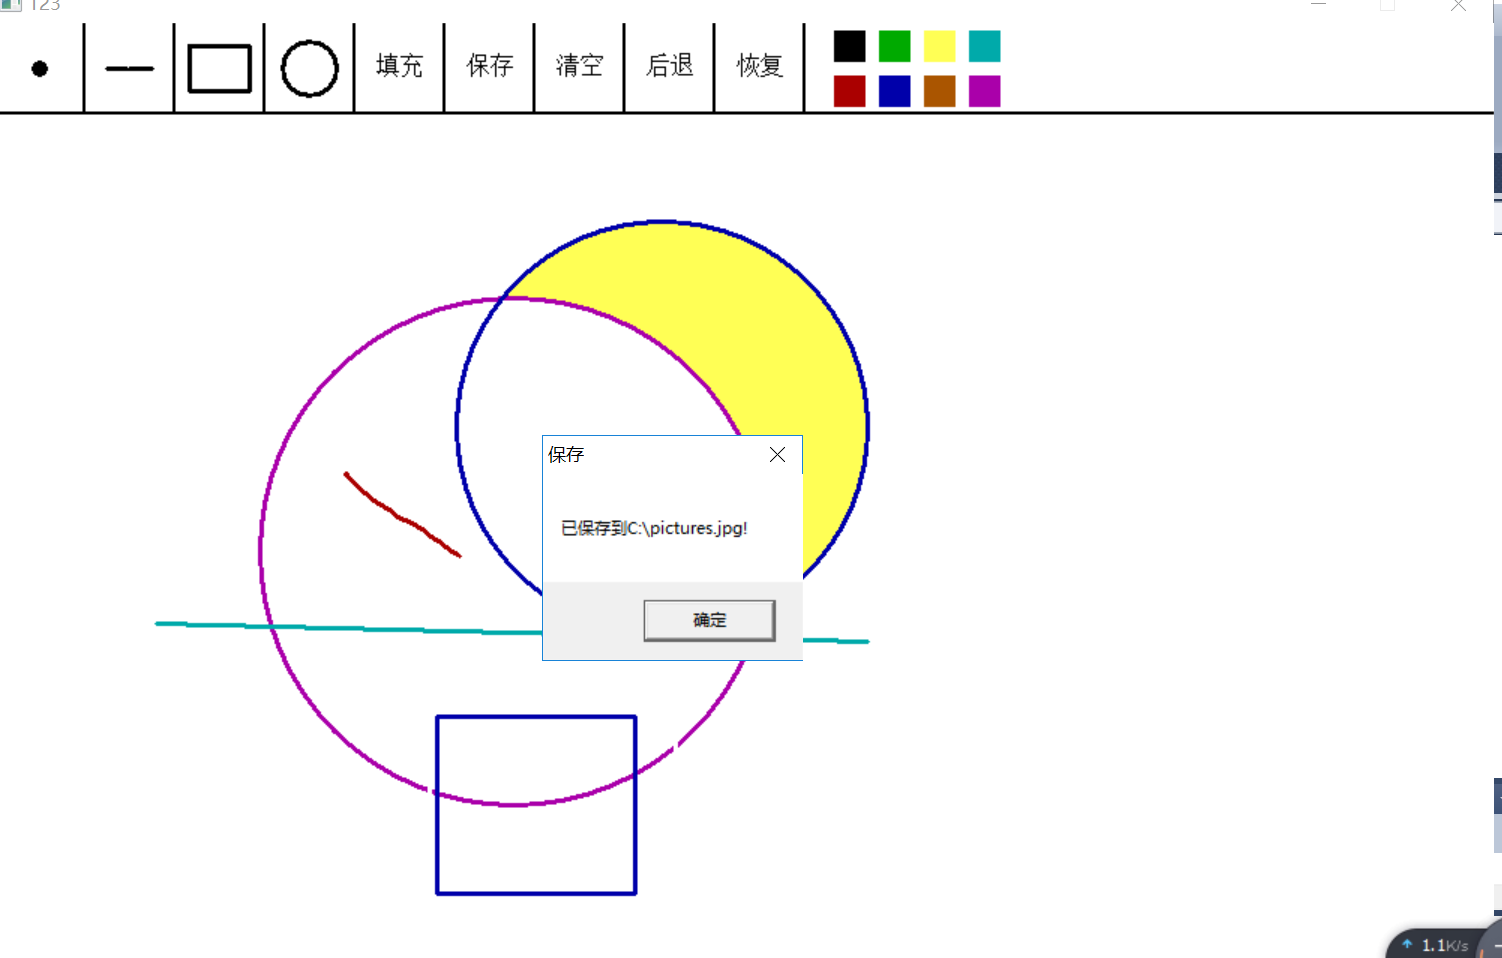 123
填充 保存 清空 后退 恢复
保存
已保存到C:\pictures.jpg!
确定
1.1K/s